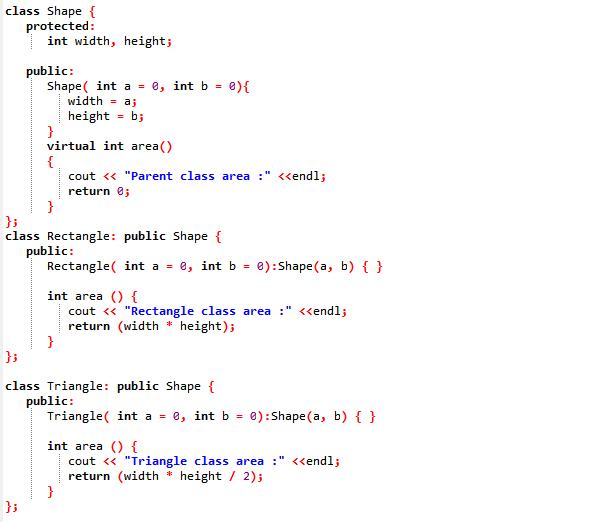 class Shape {
protected:
int width, height;
public:
Shape( int a = 0, int b = 0){
width = a;
height = b;
}
virtual int area()
{
cout << "Parent class area :" <<endl;
return 0;
}
};
class Rectangle: public Shape {
public:
Rectangle( int a = 0, int b = 0):Shape(a, b) { }
int area () {
cout << "Rectangle class area :" <<endl;
return (width * height);
}
};
class Triangle: public Shape {
public:
Triangle( int a = 0, int b = 0):Shape(a, b) { }
int area () {
cout << "Triangle class area :" <<endl;
return (width * height / 2);
}
};